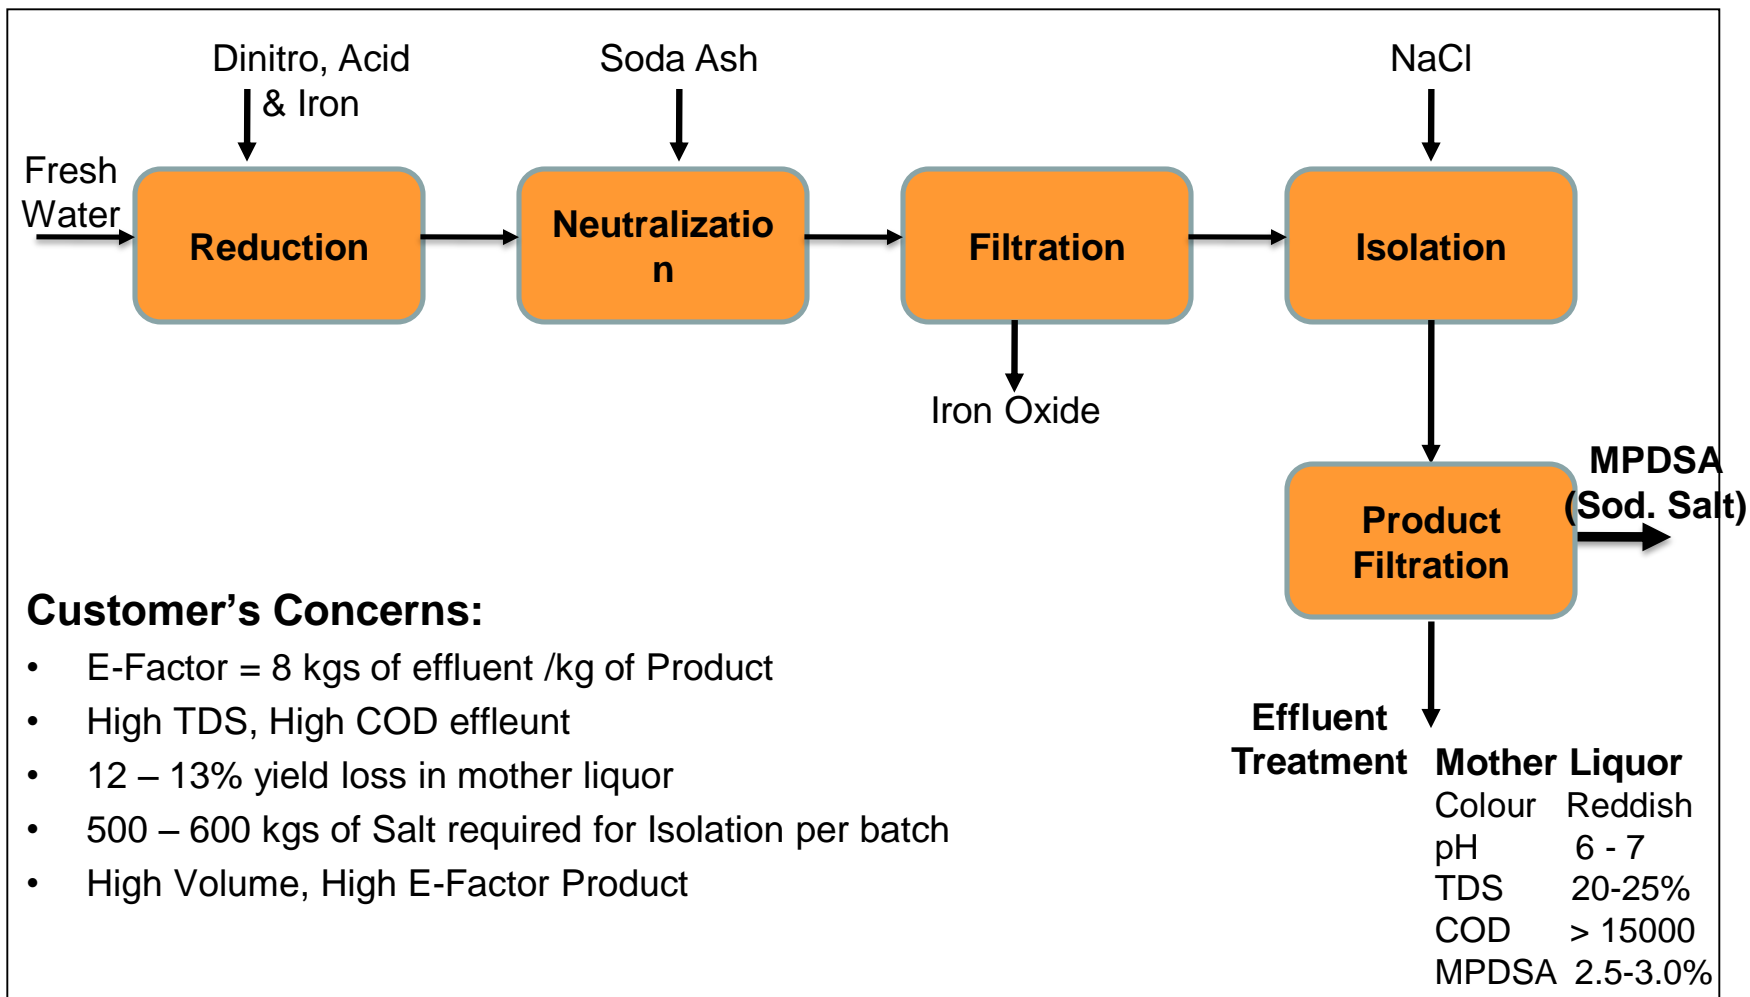 Dinitro, Acid
& Iron
Soda Ash
NaCl
Fresh
Water
Reduction
Neutralizatio
n
Filtration
Isolation
Iron Oxide
MPDSA
(Sod. Salt)
Product
Filtration
Customer’s Concerns:
• E-Factor = 8 kgs of effluent /kg of Product
• High TDS, High COD effleunt
• 12 – 13% yield loss in mother liquor
• 500 – 600 kgs of Salt required for Isolation per batch
• High Volume, High E-Factor Product
Effluent
Treatment
Mother Liquor
Colour Reddish
pH 6 - 7
TDS 20-25%
COD > 15000
MPDSA 2.5-3.0%